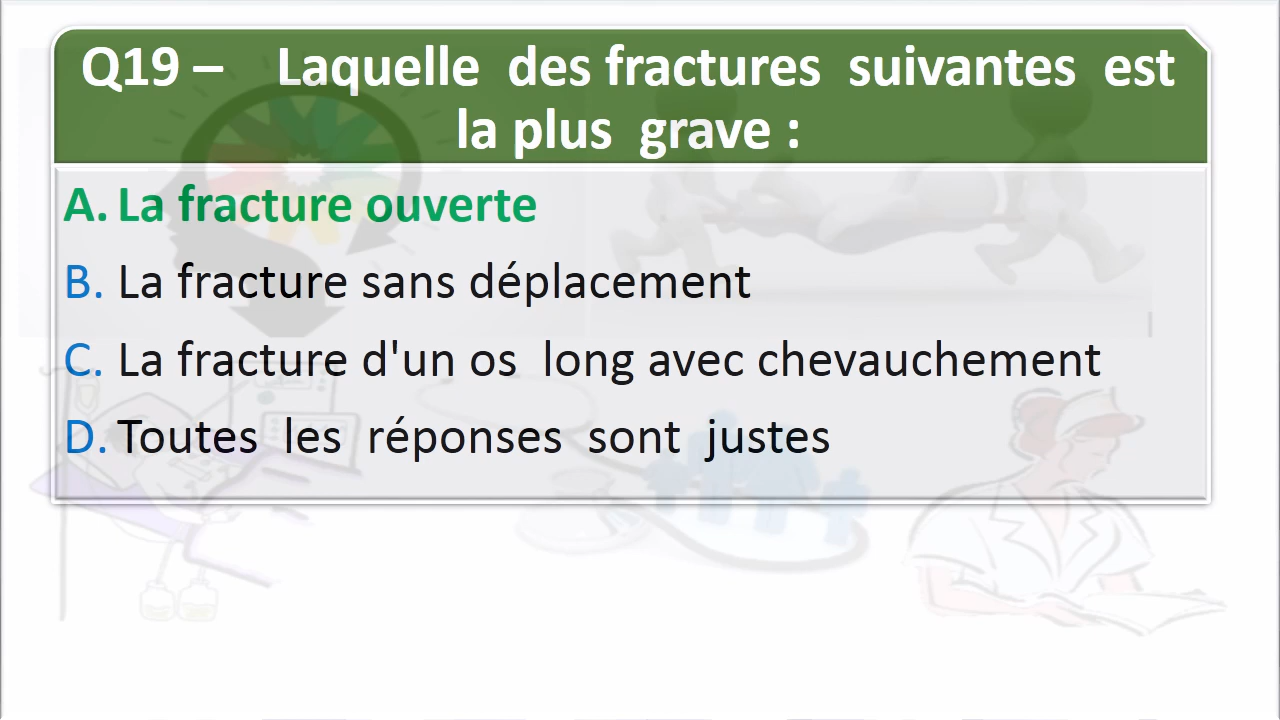 Q19 – Laquelle des fractures suivantes est
la plus grave :
A. La fracture ouverte
B. La fracture sans déplacement
C. La fracture d'un os long avec chevauchement
D. Toutes les réponses sont justes